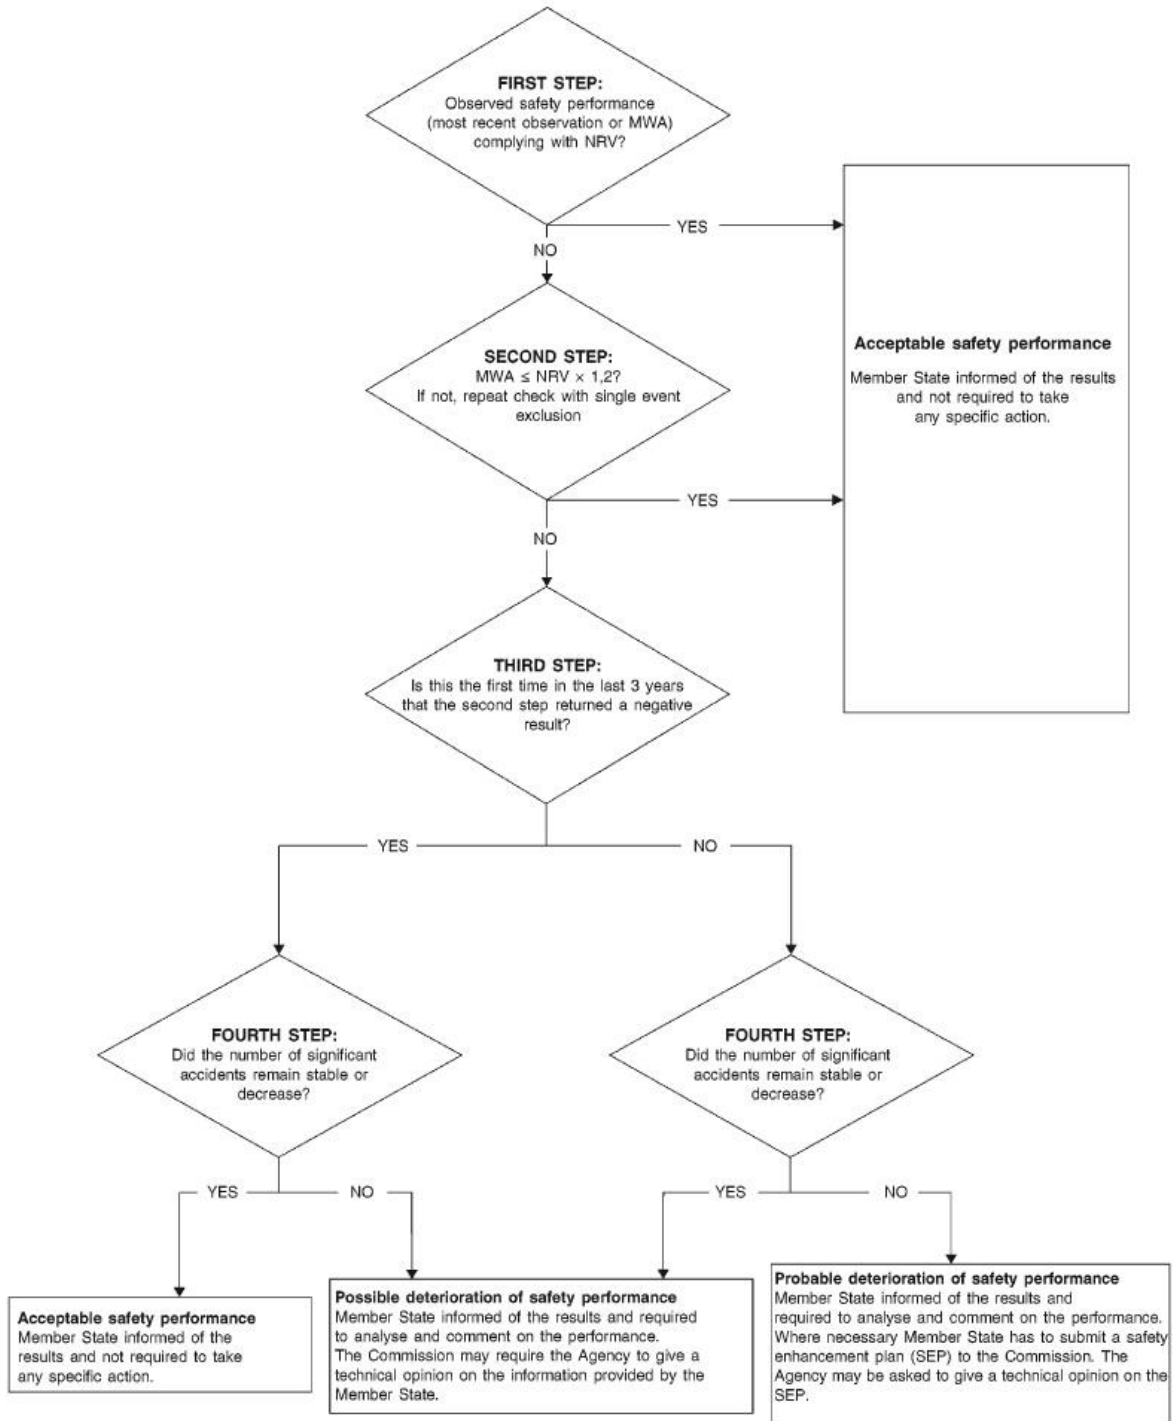 FIRST STEP:
Observed safety performance
(most recent observation or MWA)
complying with NRV?
YES
NO
Acceptable safety performance
Member State informed of the results
and not required to take
any specific action.
SECOND STEP:
MWA ≤ NRV × 1,2?
If not, repeat check with single event
exclusion
YES
NO
THIRD STEP:
Is this the first time in the last 3 years
that the second step returned a negative
result?
YES
NO
FOURTH STEP:
Did the number of significant
accidents remain stable or
decrease?
FOURTH STEP:
Did the number of significant
accidents remain stable or
decrease?
YES
NO
YES
NO
Acceptable safety performance
Member State informed of the
results and not required to take
any specific action.
Possible deterioration of safety performance
Member State informed of the results and required
to analyse and comment on the performance.
The Commission may require the Agency to give a
technical opinion on the information provided by the
Member State.
Probable deterioration of safety performance
Member State informed of the results and
required to analyse and comment on the performance.
Where necessary Member State has to submit a safety
enhancement plan (SEP) to the Commission. The
Agency may be asked to give a technical opinion on the
SEP.